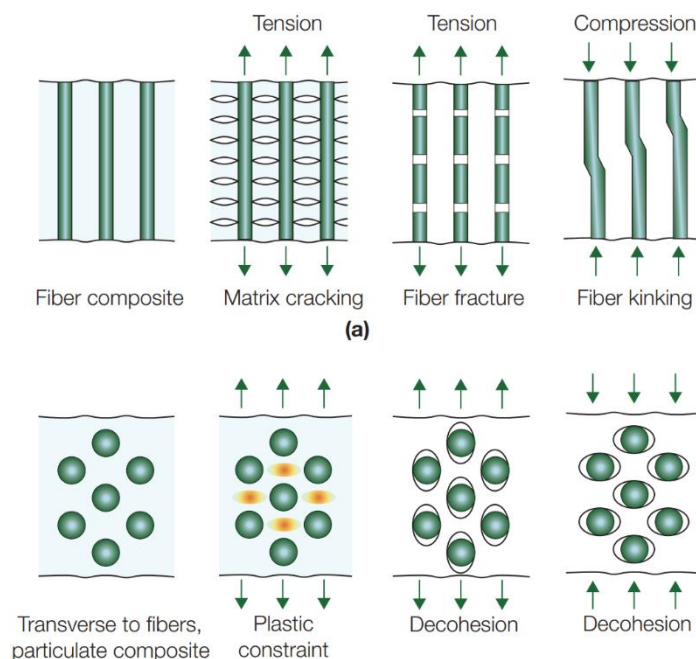 Tension
Tension
Compression
Fiber composite
Matrix cracking
Fiber fracture
Fiber kinking
(a)
Transverse to fibers,
particulate composite
Plastic
constraint
Decohesion
Decohesion